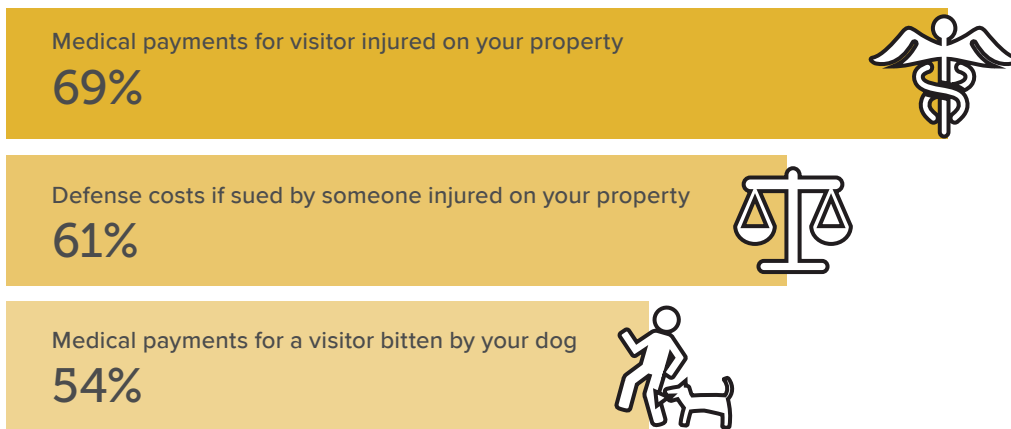 Medical payments for visitor injured on your property
69%
Defense costs if sued by someone injured on your property
61%
Medical payments for a visitor bitten by your dog
54%